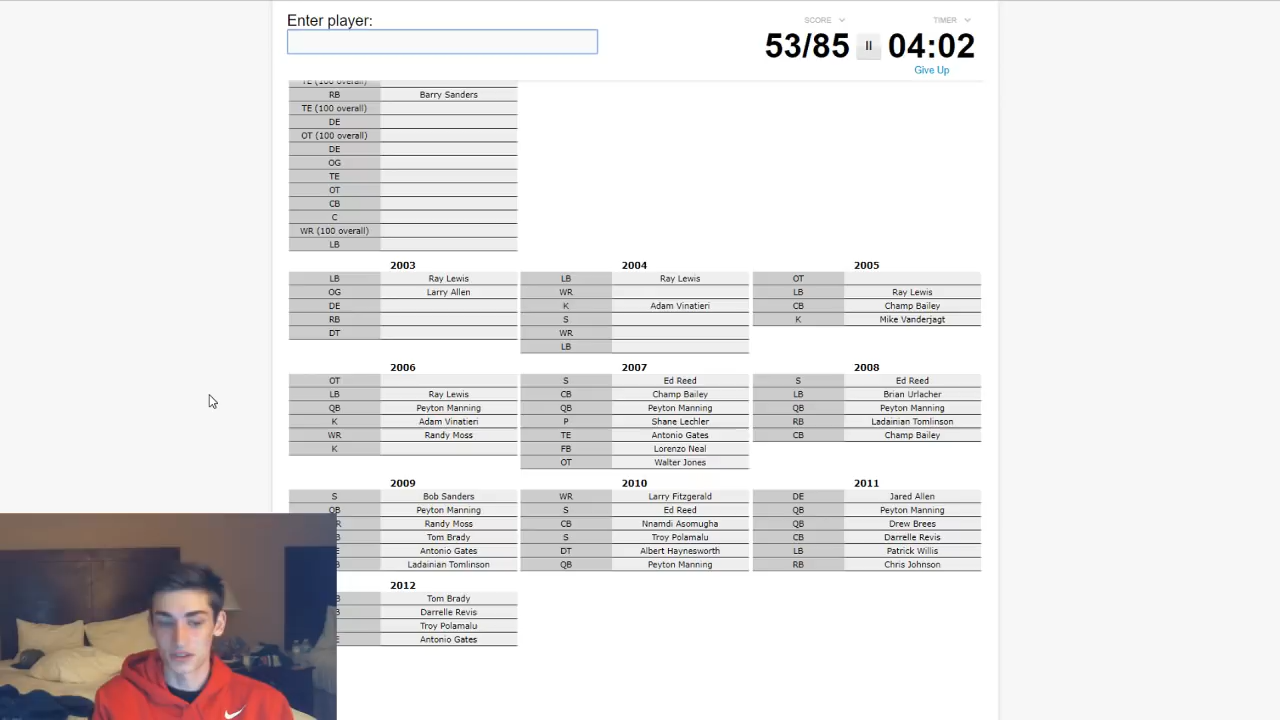 Enter player:
SCORE
TIMER
53/85
04:02
Give Up
TE (100 overall)
RB Barry Sanders
TE (100 overall)
DE
OT (100 overall)
DE
OG
TE
OT
CB
C
WR (100 overall)
LB
2003 2004 2005
LB Ray Lewis LB Ray Lewis OT
OG Larry Allen WR LB Ray Lewis
DE K Adam Vinatieri CB Champ Bailey
RB S K Mike Vanderjagt
DT WR
LB
2006 2007 2008
OT S Ed Reed S Ed Reed
LB Ray Lewis CB Champ Bailey LB Brian Urlacher
QB Peyton Manning QB Peyton Manning QB Peyton Manning
K Adam Vinatieri P Shane Lechler RB Ladainian Tomlinson
WR Randy Moss TE Antonio Gates CB Champ Bailey
K FB Lorenzo Neal
OT Walter Jones
2009 2010 2011
S Bob Sanders WR Larry Fitzgerald DE Jared Allen
QB Peyton Manning S Ed Reed QB Peyton Manning
R Randy Moss CB Nnamdi Asomugha QB Drew Brees
B Tom Brady S Troy Polamalu CB Darrelle Revis
E Antonio Gates DT Albert Haynesworth LB Patrick Willis
B Ladainian Tomlinson QB Peyton Manning RB Chris Johnson
2012
B Tom Brady
B Darrelle Revis
Troy Polamalu
E Antonio Gates